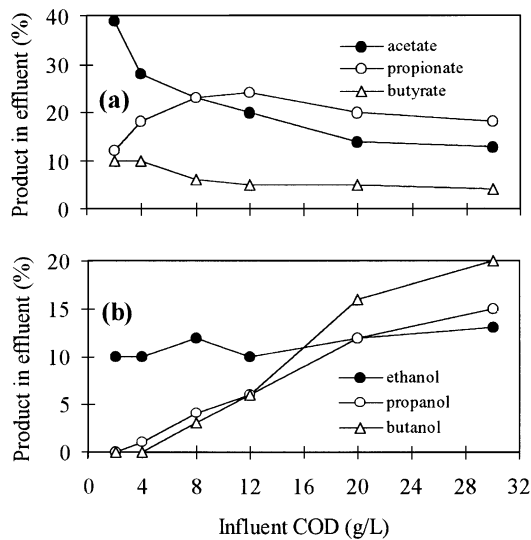 Product in effluent (%)
40
30
20
10
0
(a)
acetate
propionate
butyrate
Product in effluent (%)
20
15
10
5
0
(b)
ethanol
propanol
butanol
0 4 8 12 16 20 24 28 32
Influent COD (g/L)